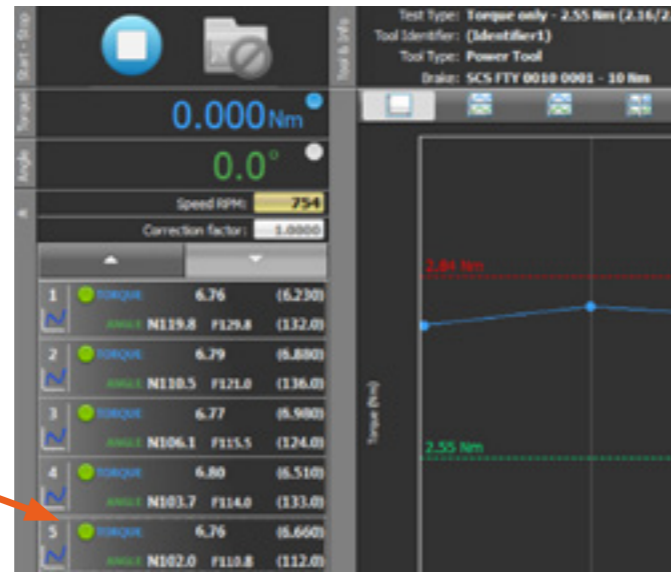 Start - Stop
Tool & Info
Test Type: Torque only - 2.55 Nm (2.16/2.
Tool Identifier: (Identifier1)
Tool Type: Power Tool
Brake: SCS FTY 0010 0001 - 10 Nm
Torque
0.000 Nm
Angle
0.0°
Speed RPM: 754
Correction factor: 1.0000
1 TORQUE 6.76 (6.230)
ANGLE N119.8 F129.8 (132.0)
2 TORQUE 6.79 (6.880)
ANGLE N110.5 F121.0 (136.0)
3 TORQUE 6.77 (6.980)
ANGLE N106.1 F115.5 (124.0)
4 TORQUE 6.80 (6.510)
ANGLE N103.7 F114.0 (133.0)
5 TORQUE 6.76 (6.660)
ANGLE N102.0 F110.8 (112.0)
Torque (Nm)
2.84 Nm
2.55 Nm